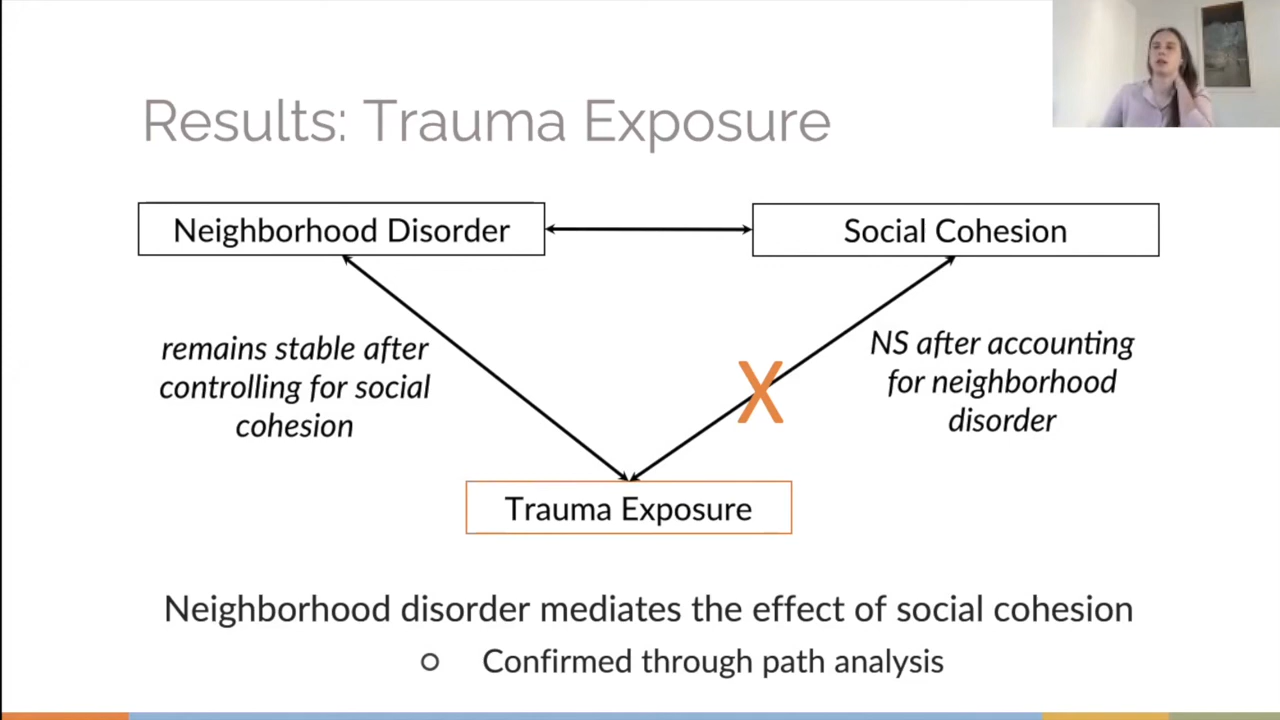 Results: Trauma Exposure
Neighborhood Disorder
Social Cohesion
remains stable after
controlling for social
cohesion
NS after accounting
for neighborhood
disorder
X
Trauma Exposure
Neighborhood disorder mediates the effect of social cohesion
Confirmed through path analysis